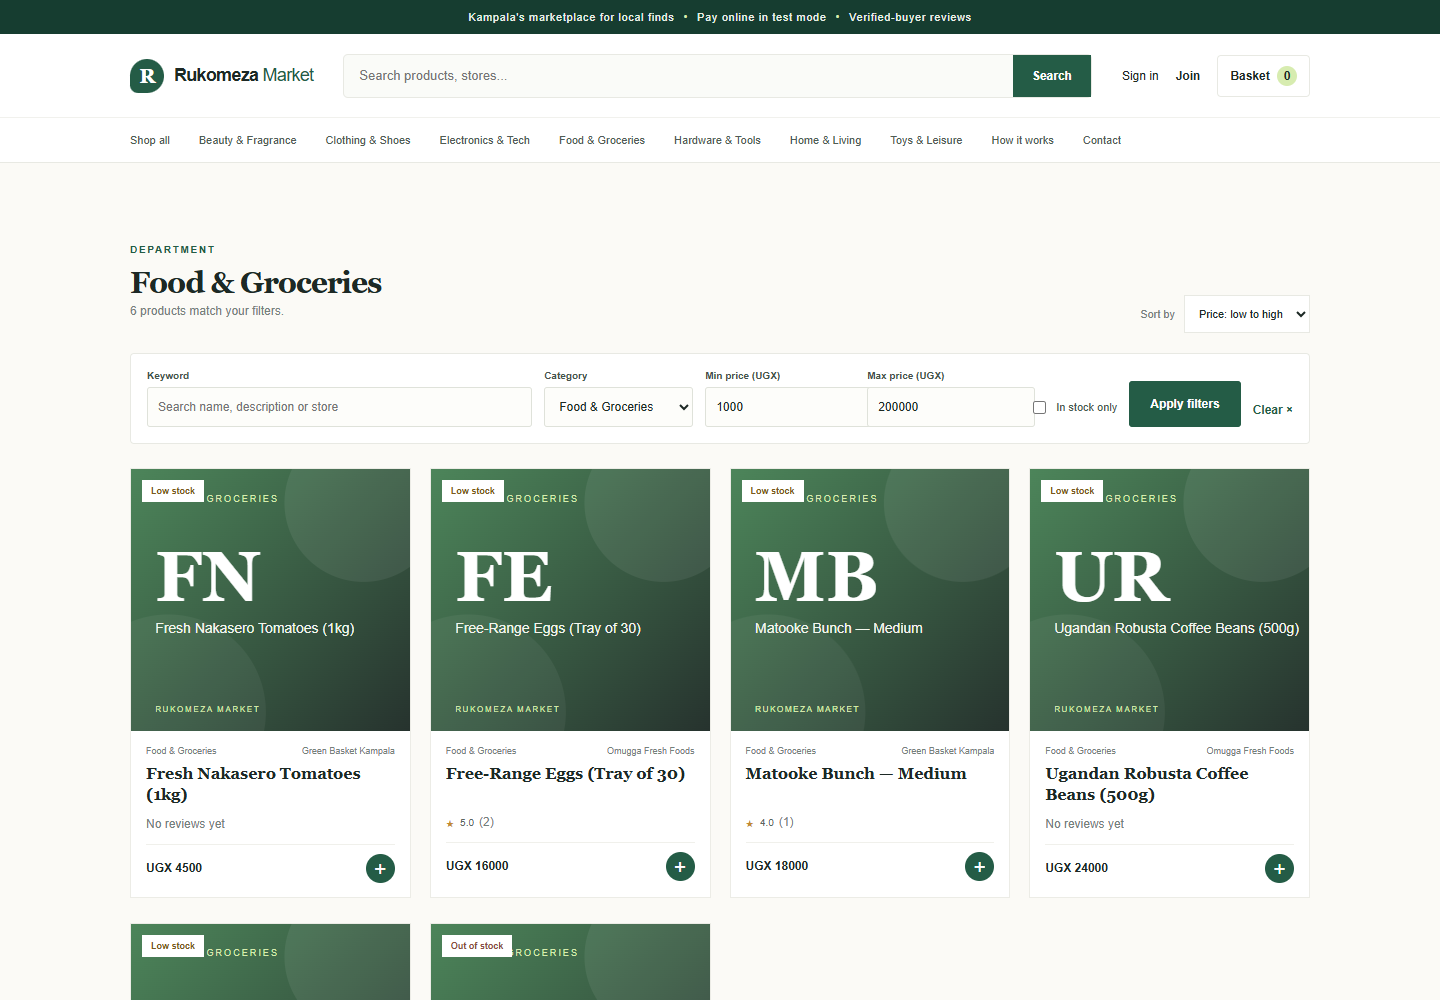 Kampala's marketplace for local finds • Pay online in test mode • Verified-buyer reviews
R Rukomeza Market
Search products, stores...
Search
Sign in
Join
Basket 0
Shop all
Beauty & Fragrance
Clothing & Shoes
Electronics & Tech
Food & Groceries
Hardware & Tools
Home & Living
Toys & Leisure
How it works
Contact
DEPARTMENT
Food & Groceries
6 products match your filters.
Sort by
Price: low to high
Keyword
Search name, description or store
Category
Food & Groceries
Min price (UGX)
1000
Max price (UGX)
200000
In stock only
Apply filters
Clear ×
Low stock
GROCERIES
FN
Fresh Nakasero Tomatoes (1kg)
RUKOMEZA MARKET
Food & Groceries
Green Basket Kampala
Fresh Nakasero Tomatoes
(1kg)
No reviews yet
UGX 4500
+
Low stock
GROCERIES
FE
Free-Range Eggs (Tray of 30)
RUKOMEZA MARKET
Food & Groceries
Omugga Fresh Foods
Free-Range Eggs (Tray of 30)
★ 5.0 (2)
UGX 16000
+
Low stock
GROCERIES
MB
Matooke Bunch — Medium
RUKOMEZA MARKET
Food & Groceries
Green Basket Kampala
Matooke Bunch — Medium
★ 4.0 (1)
UGX 18000
+
Low stock
GROCERIES
UR
Ugandan Robusta Coffee Beans (500g)
RUKOMEZA MARKET
Food & Groceries
Omugga Fresh Foods
Ugandan Robusta Coffee
Beans (500g)
No reviews yet
UGX 24000
+
Low stock
GROCERIES
Out of stock
GROCERIES